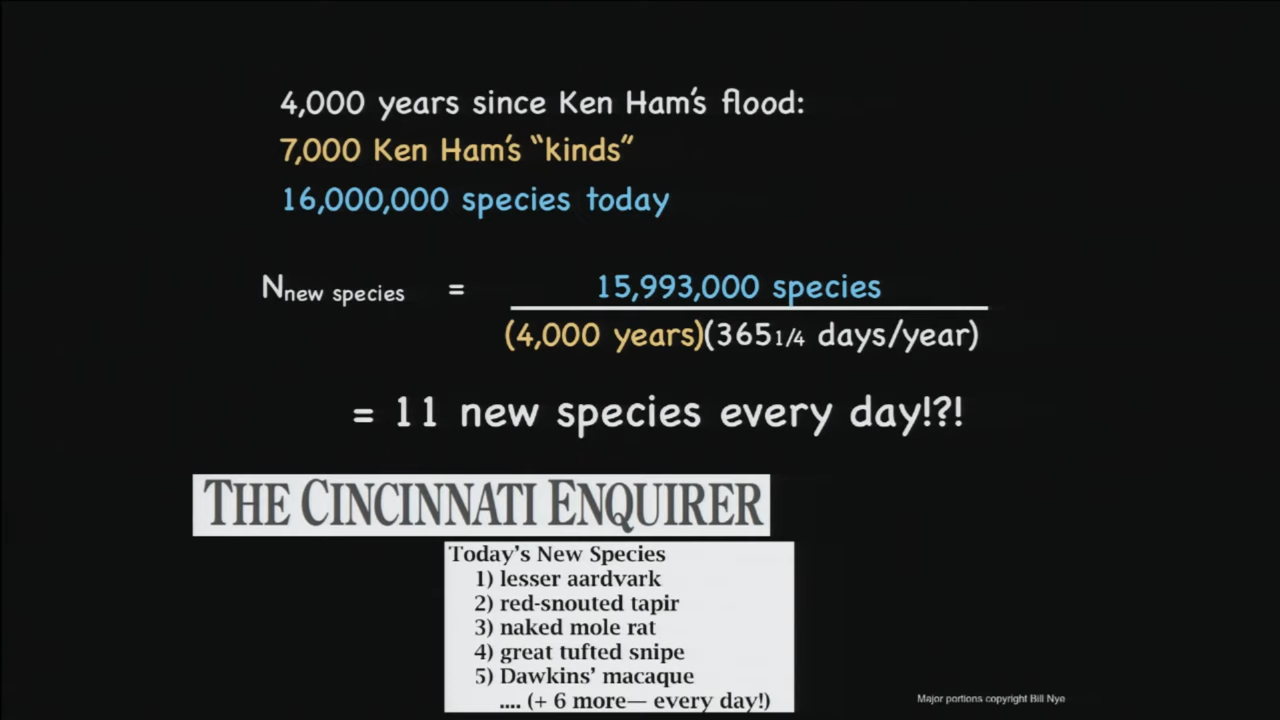 4,000 years since Ken Ham's flood:
7,000 Ken Ham's “kinds”
16,000,000 species today
Nnew species = 15,993,000 species
(4,000 years)(3651/4 days/year)
= 11 new species every day!?!
THE CINCINNATI ENQUIRER
Today's New Species
1) lesser aardvark
2) red-snouted tapir
3) naked mole rat
4) great tufted snipe
5) Dawkins' macaque
.... (+ 6 more— every day!)
Major portions copyright Bill Nye